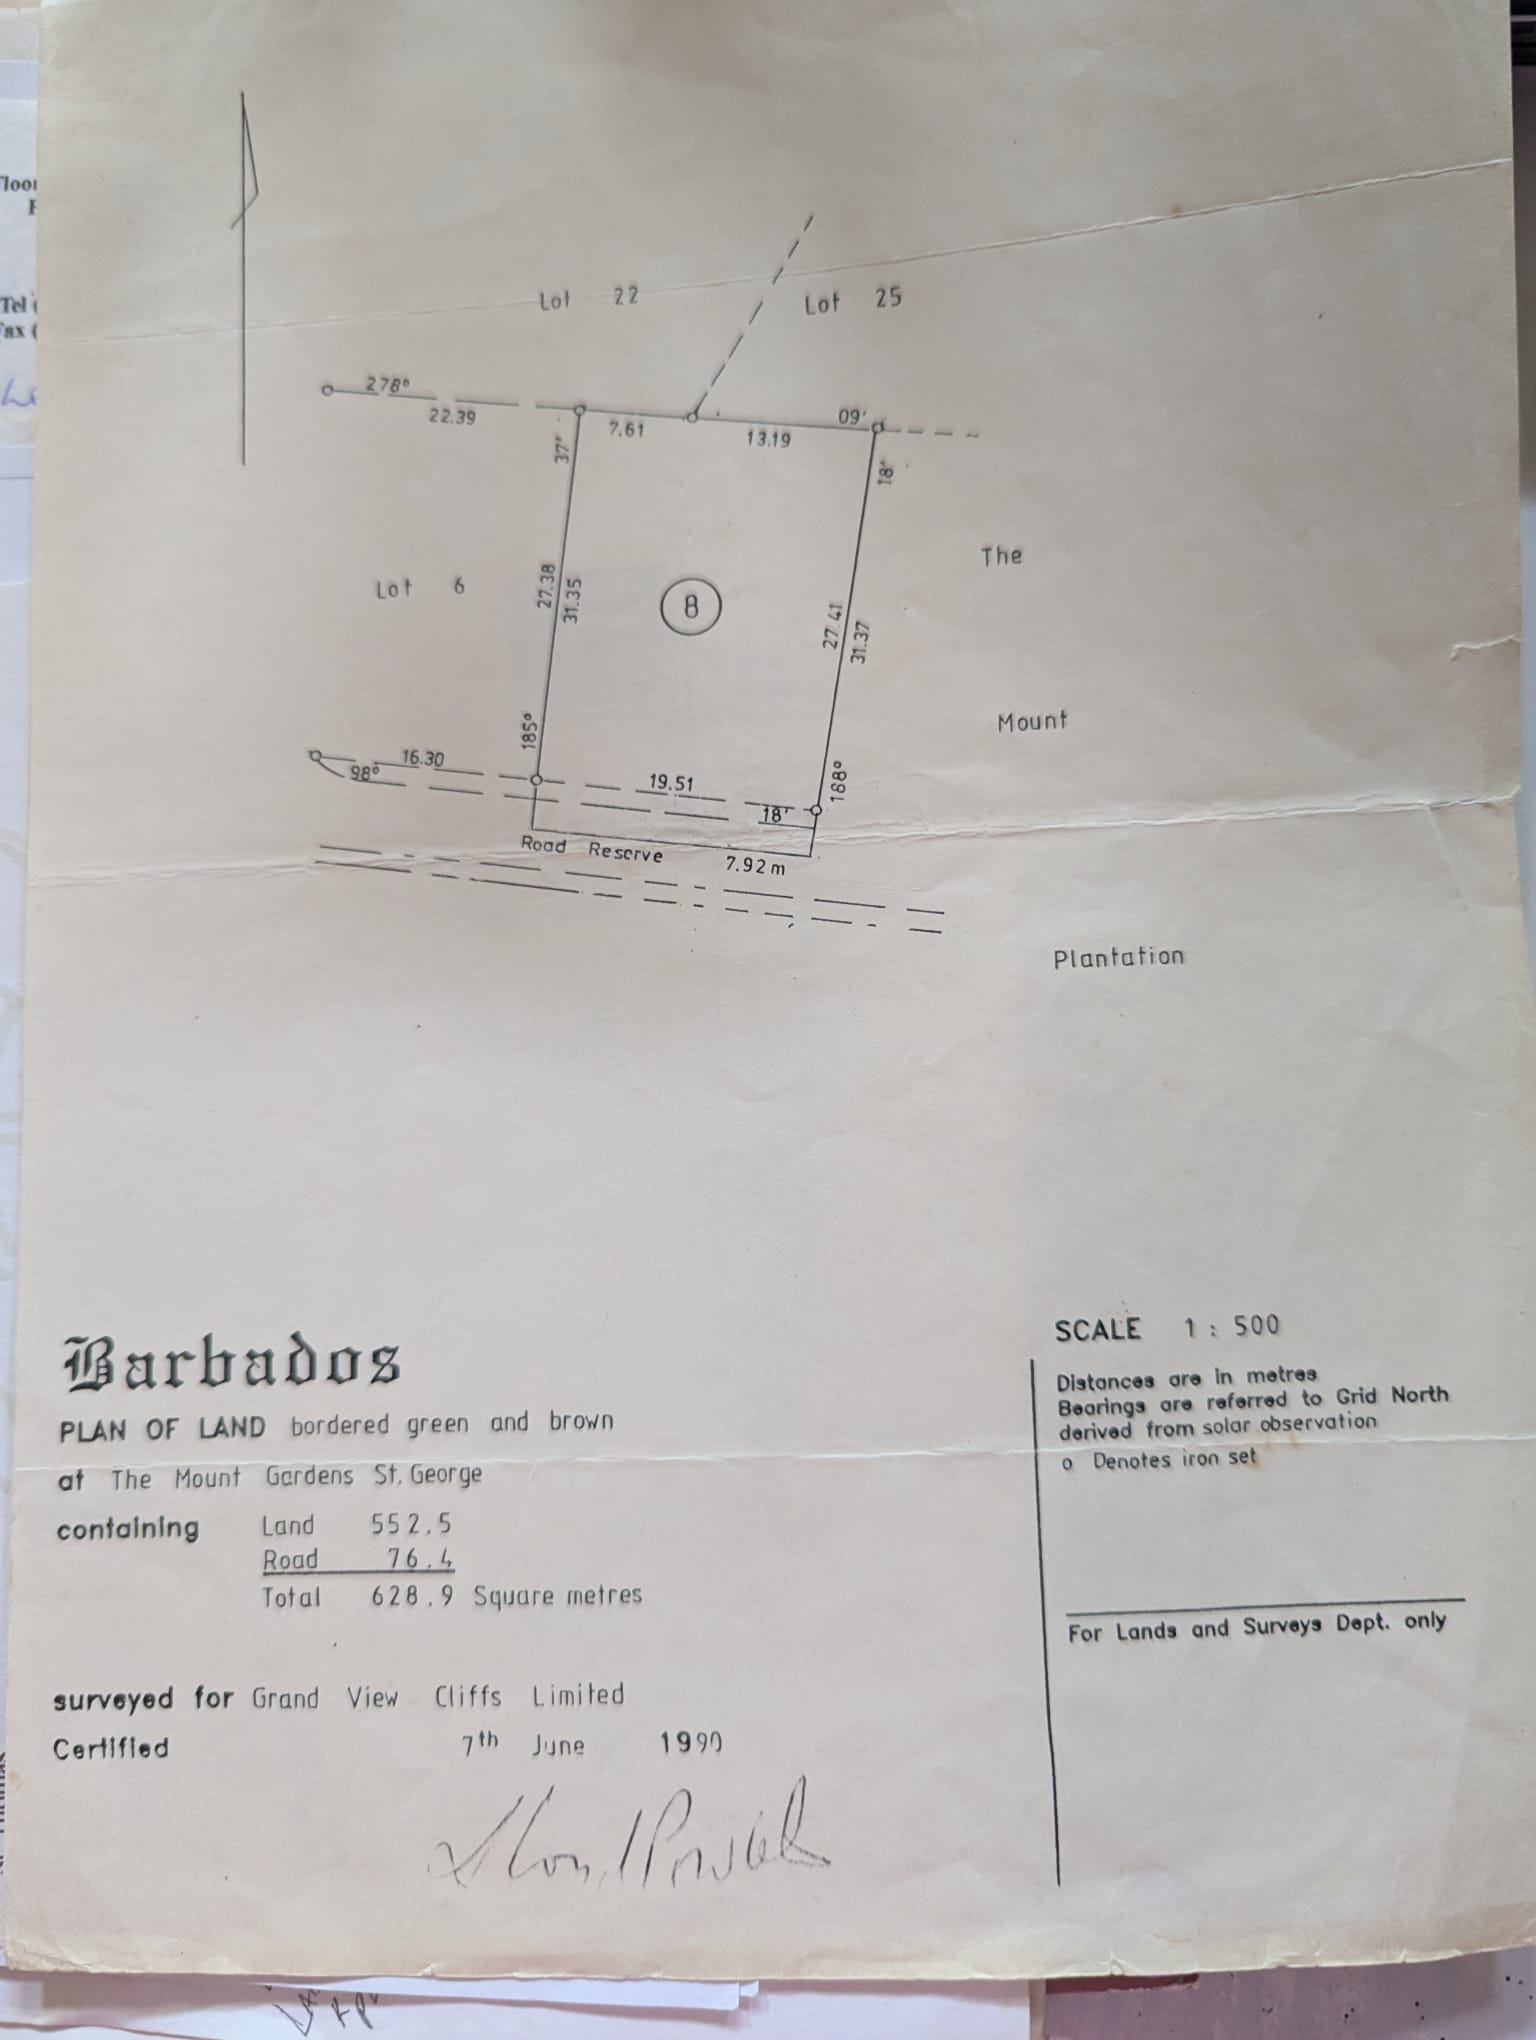 Tel
Lot 22
Lot 25
278°
22.39
7.61
13.19
09'
37'
18'
Lot 6
27.38
31.35
8
27.41
31.37
The
185°
188°
Mount
16.30
98°
19.51
18'
Road Reserve
7.92 m
Plantation
Barbados
PLAN OF LAND bordered green and brown
at The Mount Gardens St. George
containing Land 552.5
Road 76.4
Total 628.9 Square metres
surveyed for Grand View Cliffs Limited
Certified 7th June 1990
SCALE 1 : 500
Distances are in metres
Bearings are referred to Grid North
derived from solar observation
o Denotes iron set
For Lands and Surveys Dept. only